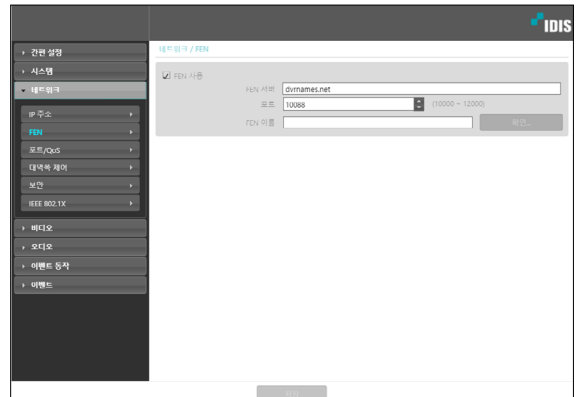 IDIS
간편 설정
시스템
네트워크
IP 주소
FEN
포트/QoS
대역폭 제어
보안
IEEE 802.1X
비디오
오디오
이벤트 동작
이벤트
네트워크 / FEN
FEN 사용
FEN 서버 dvrnames.net
포트 10088 (10000 ~ 12000)
FEN 이름 확인...